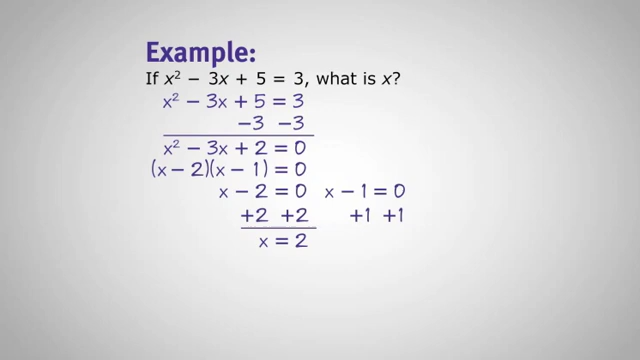 Example:
If x² − 3x + 5 = 3, what is x?
x² − 3x + 5 = 3
−3 −3
x² − 3x + 2 = 0
(x − 2)(x − 1) = 0
x − 2 = 0 x − 1 = 0
+2 +2 +1 +1
x = 2